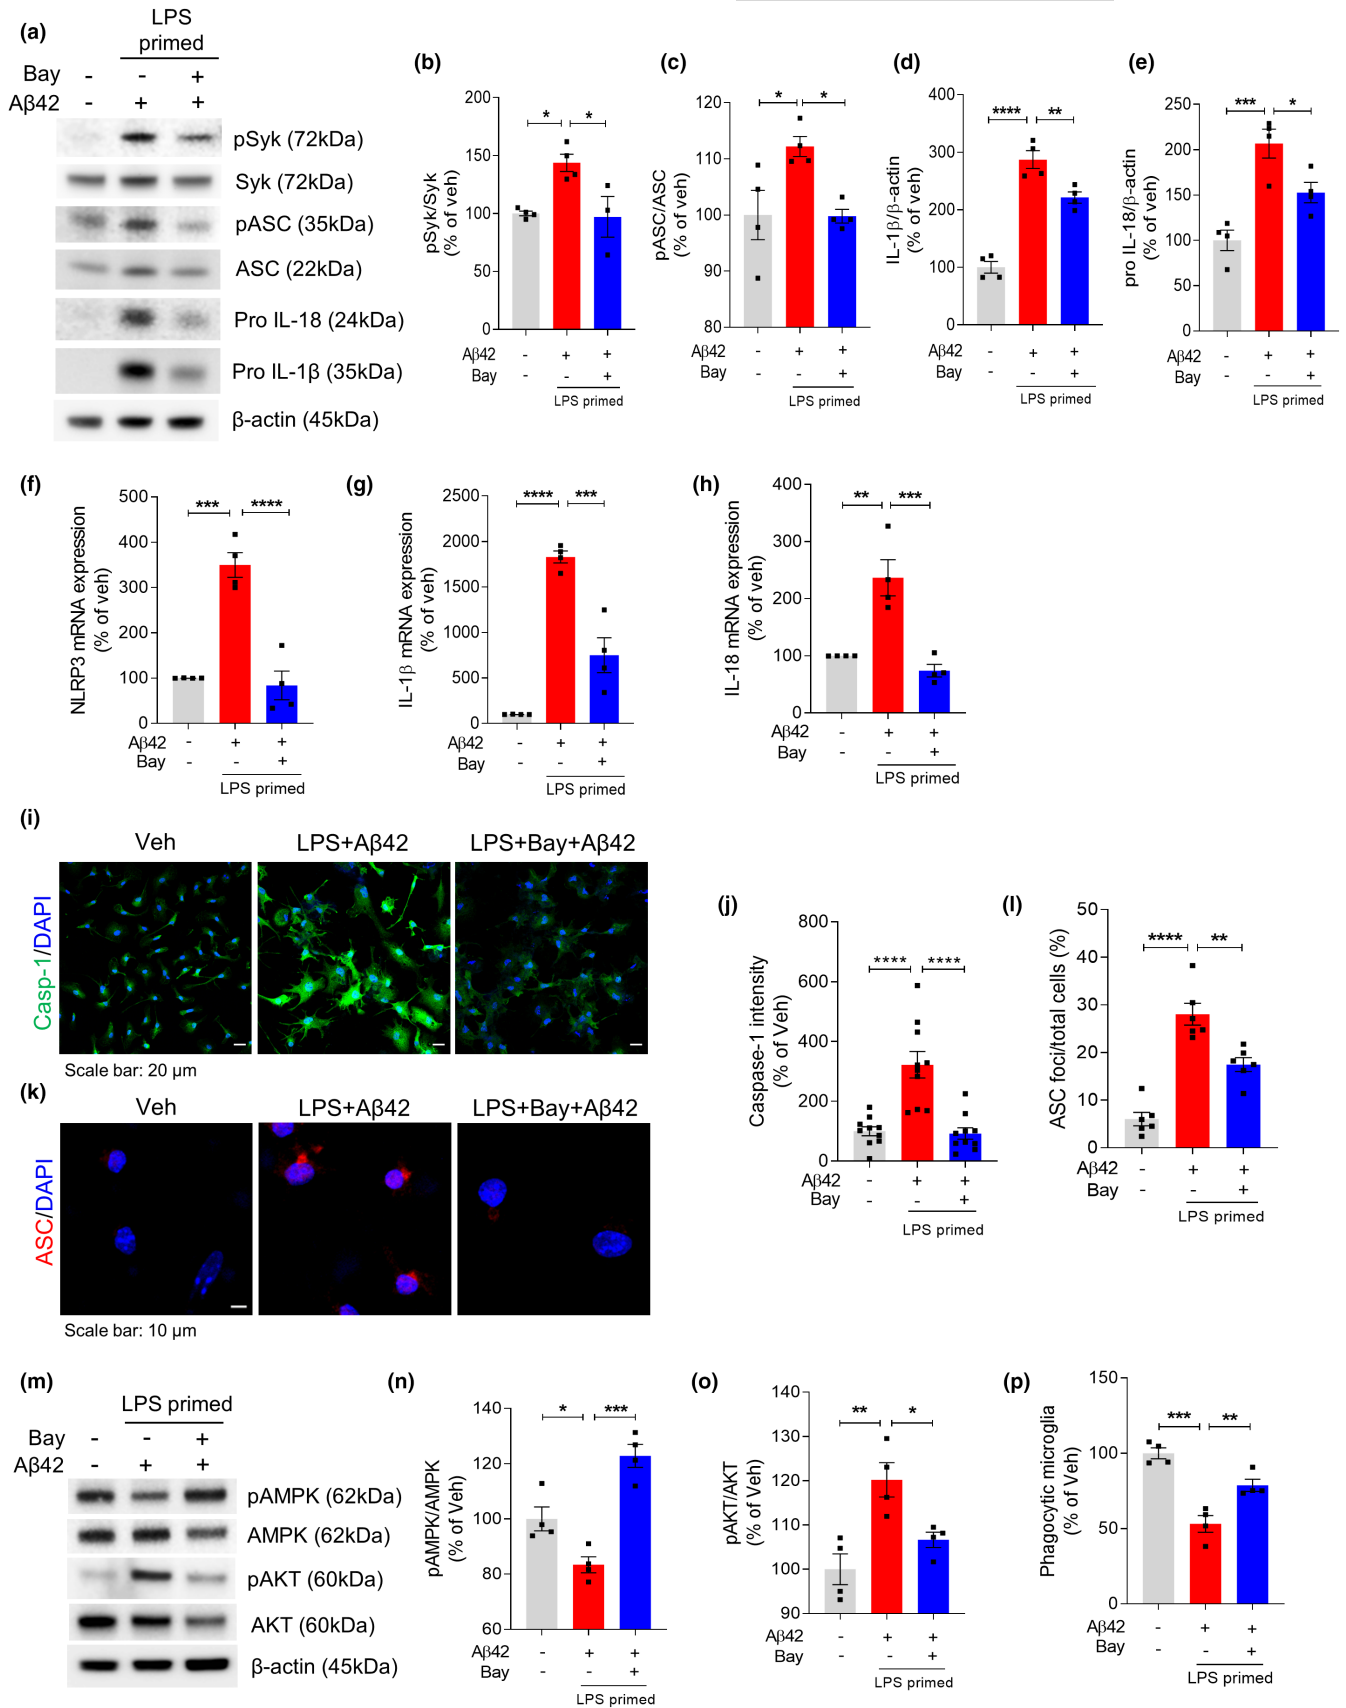 (a)
LPS
primed
Bay - - +
Aβ42 - + +
pSyk (72kDa)
Syk (72kDa)
pASC (35kDa)
ASC (22kDa)
Pro IL-18 (24kDa)
Pro IL-1β (35kDa)
β-actin (45kDa)
(b)
pSyk/Syk
(% of veh)
200
150
100
50
0
* *
Aβ42 - + +
Bay - - +
LPS primed
(c)
pASC/ASC
(% of veh)
120
110
100
90
80
* *
Aβ42 - + +
Bay - - +
LPS primed
(d)
IL-1β/β-actin
(% of veh)
400
300
200
100
0
**** **
Aβ42 - + +
Bay - - +
LPS primed
(e)
pro IL-18/β-actin
(% of veh)
250
200
150
100
50
0
*** *
Aβ42 - + +
Bay - - +
LPS primed
(f)
NLRP3 mRNA expression
(% of veh)
500
400
300
200
100
0
*** ****
Aβ42 - + +
Bay - - +
LPS primed
(g)
IL-1β mRNA expression
(% of veh)
2500
2000
1500
1000
500
0
**** ***
Aβ42 - + +
Bay - - +
LPS primed
(h)
IL-18 mRNA expression
(% of veh)
400
300
200
100
0
** ***
Aβ42 - + +
Bay - - +
LPS primed
(i)
Veh LPS+Aβ42 LPS+Bay+Aβ42
Casp-1/DAPI
Scale bar: 20 µm
(j)
Caspase-1 intensity
(% of Veh)
800
600
400
200
0
**** ****
Aβ42 - + +
Bay - - +
LPS primed
(k)
Veh LPS+Aβ42 LPS+Bay+Aβ42
ASC/DAPI
Scale bar: 10 µm
(l)
ASC foci/total cells (%)
50
40
30
20
10
0
**** **
Aβ42 - + +
Bay - - +
LPS primed
(m)
LPS primed
Bay - - +
Aβ42 - + +
pAMPK (62kDa)
AMPK (62kDa)
pAKT (60kDa)
AKT (60kDa)
β-actin (45kDa)
(n)
pAMPK/AMPK
(% of Veh)
140
120
100
80
60
* ***
Aβ42 - + +
Bay - - +
LPS primed
(o)
pAKT/AKT
(% of Veh)
140
130
120
110
100
90
** *
Aβ42 - + +
Bay - - +
LPS primed
(p)
Phagocytic microglia
(% of Veh)
150
100
50
0
*** **
Aβ42 - + +
Bay - - +
LPS primed